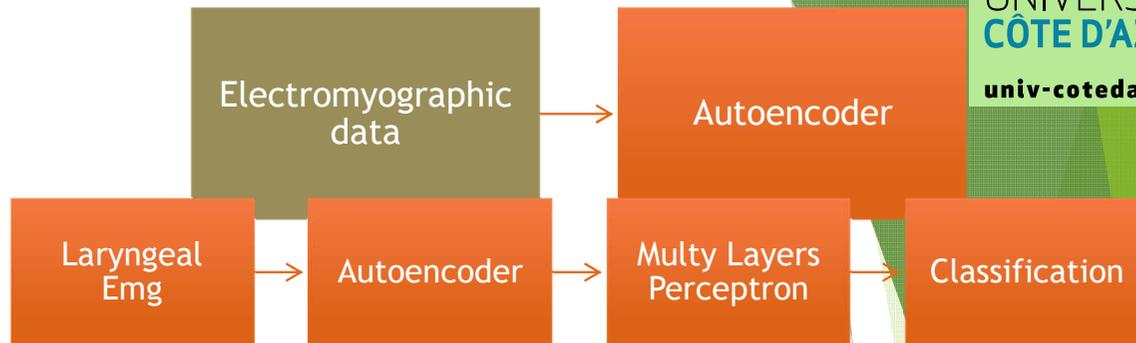 CÔTE D'A
univ-coteda
Electromyographic
data
Autoencoder
Laryngeal
Emg
Autoencoder
Multy Layers
Perceptron
Classification